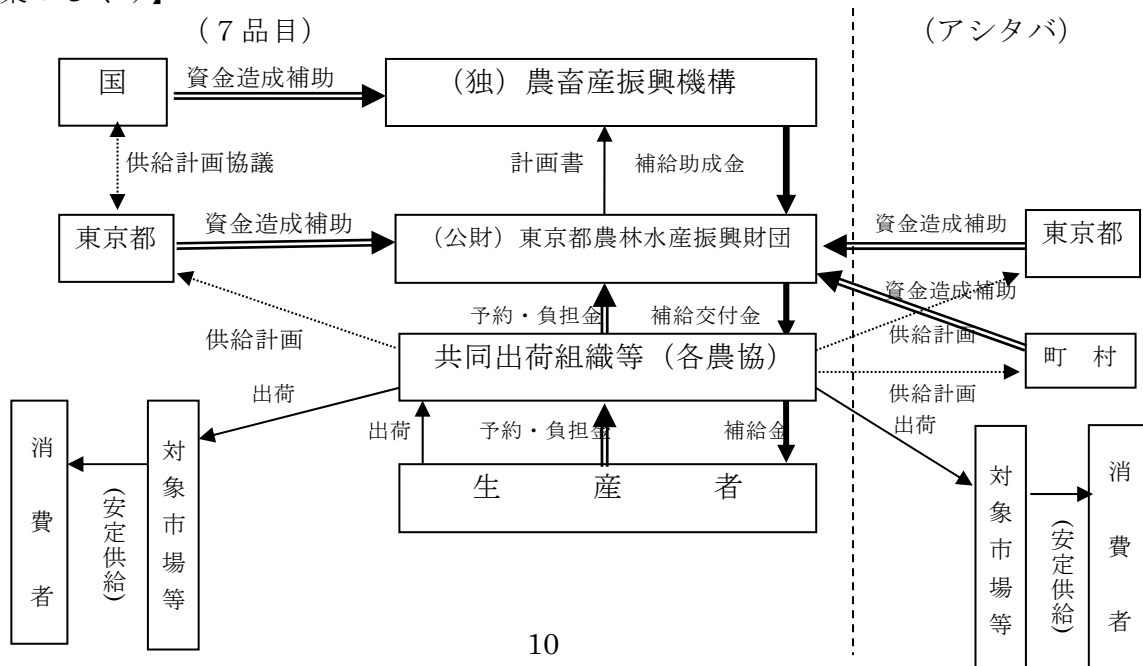 (7品目)
(アシタバ)
国
資金造成補助
(独)農畜産振興機構
供給計画協議
計画書
補給助成金
東京都
資金造成補助
(公財)東京都農林水産振興財団
資金造成補助
東京都
資金造成補助
予約・負担金
補給交付金
供給計画
供給計画
共同出荷組織等(各農協)
町 村
供給計画
出荷
出荷
出荷
予約・負担金
補給金
生 産 者
消費者
(安定供給)
対象市場等
対象市場等
(安定供給)
消費者
10